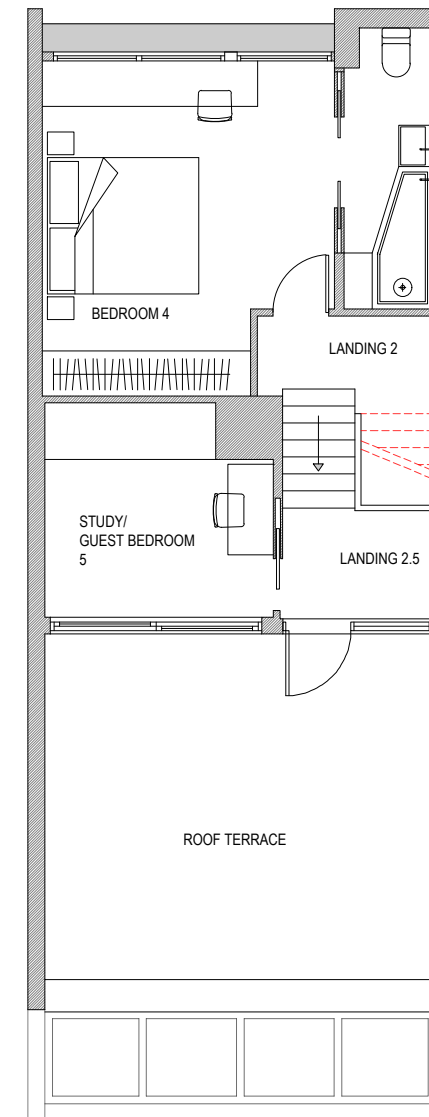 BEDROOM 4
LANDING 2
STUDY/
GUEST BEDROOM
5
LANDING 2.5
ROOF TERRACE